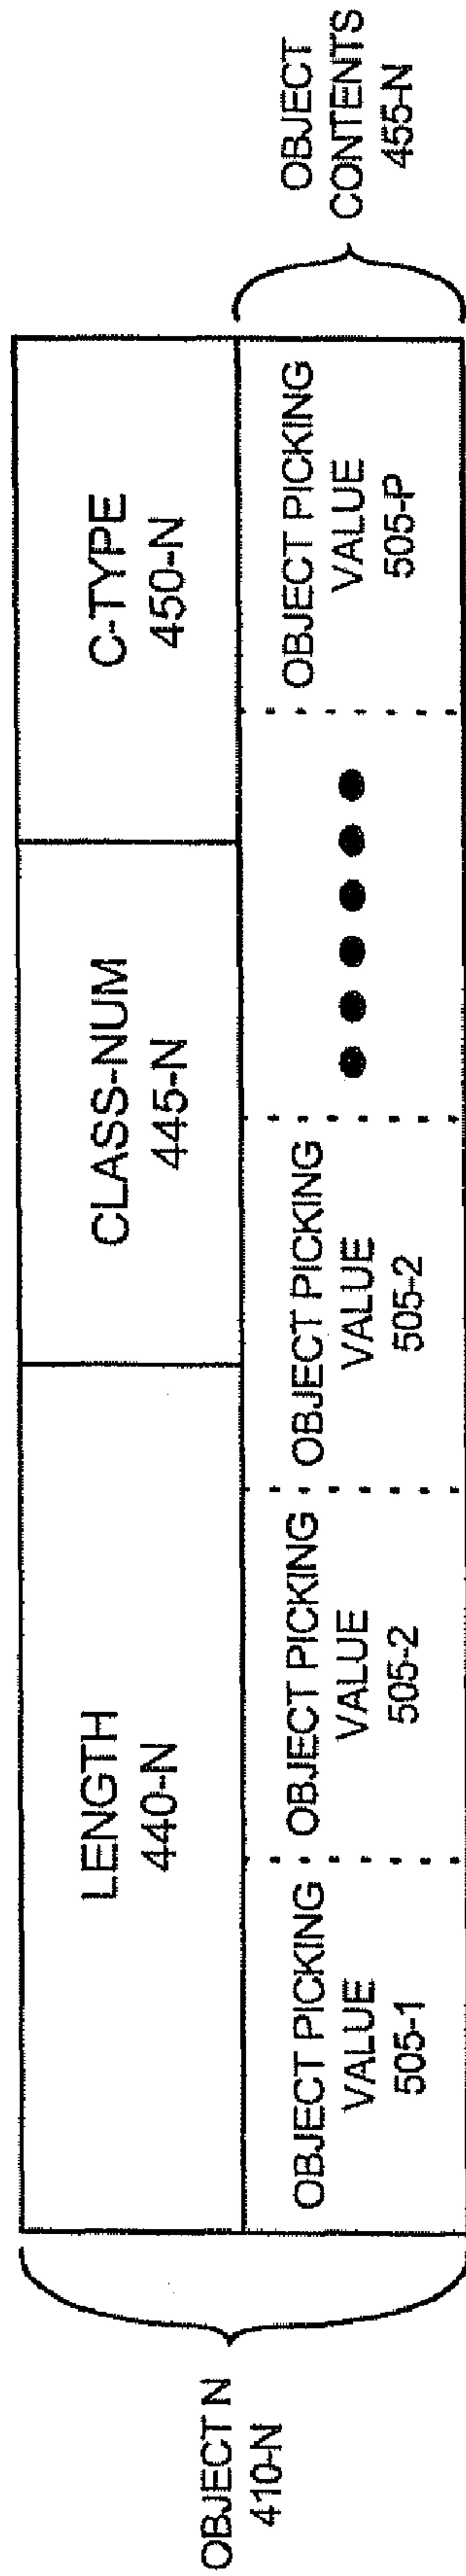 OBJECT N
410-N
LENGTH
440-N
CLASS-NUM
445-N
C-TYPE
450-N
OBJECT PICKING
VALUE
505-1
OBJECT PICKING
VALUE
505-2
OBJECT PICKING
VALUE
505-2
OBJECT PICKING
VALUE
505-P
OBJECT
CONTENTS
455-N